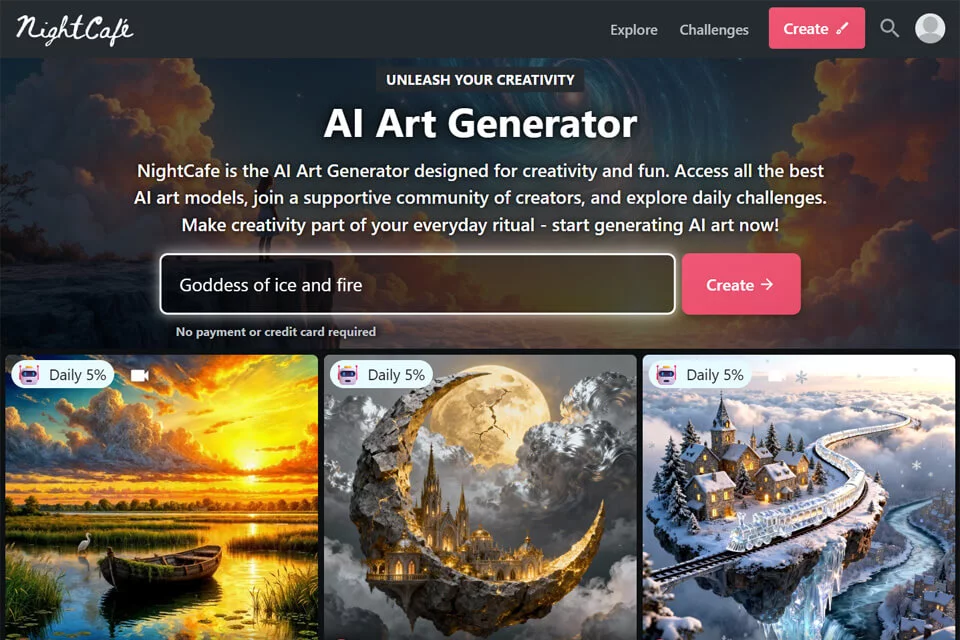 NightCafé
Explore
Challenges
Create
UNLEASH YOUR CREATIVITY
AI Art Generator
NightCafe is the AI Art Generator designed for creativity and fun. Access all the best
AI art models, join a supportive community of creators, and explore daily challenges.
Make creativity part of your everyday ritual - start generating AI art now!
Goddess of ice and fire
Create →
No payment or credit card required
Daily 5%
Daily 5%
Daily 5%